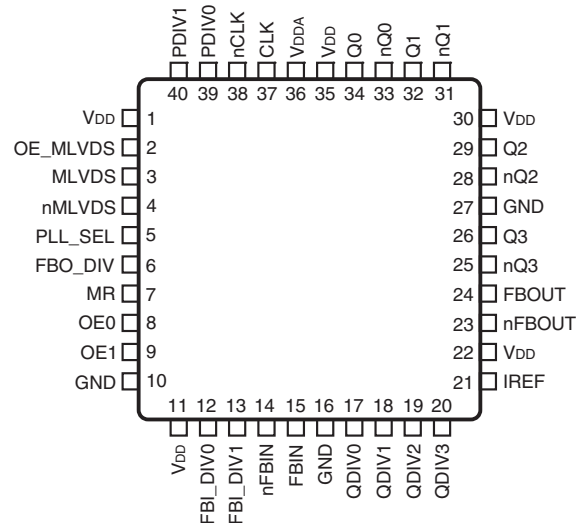 PDIV1
PDIV0
nCLK
CLK
VDDA
VDD
Q0
nQ0
Q1
nQ1
40 39 38 37 36 35 34 33 32 31
VDD 1
OE_MLVDS 2
MLVDS 3
nMLVDS 4
PLL_SEL 5
FBO_DIV 6
MR 7
OE0 8
OE1 9
GND 10
30 VDD
29 Q2
28 nQ2
27 GND
26 Q3
25 nQ3
24 FBOUT
23 nFBOUT
22 VDD
21 IREF
11 12 13 14 15 16 17 18 19 20
VDD
FBI_DIV0
FBI_DIV1
nFBIN
FBIN
GND
QDIV0
QDIV1
QDIV2
QDIV3